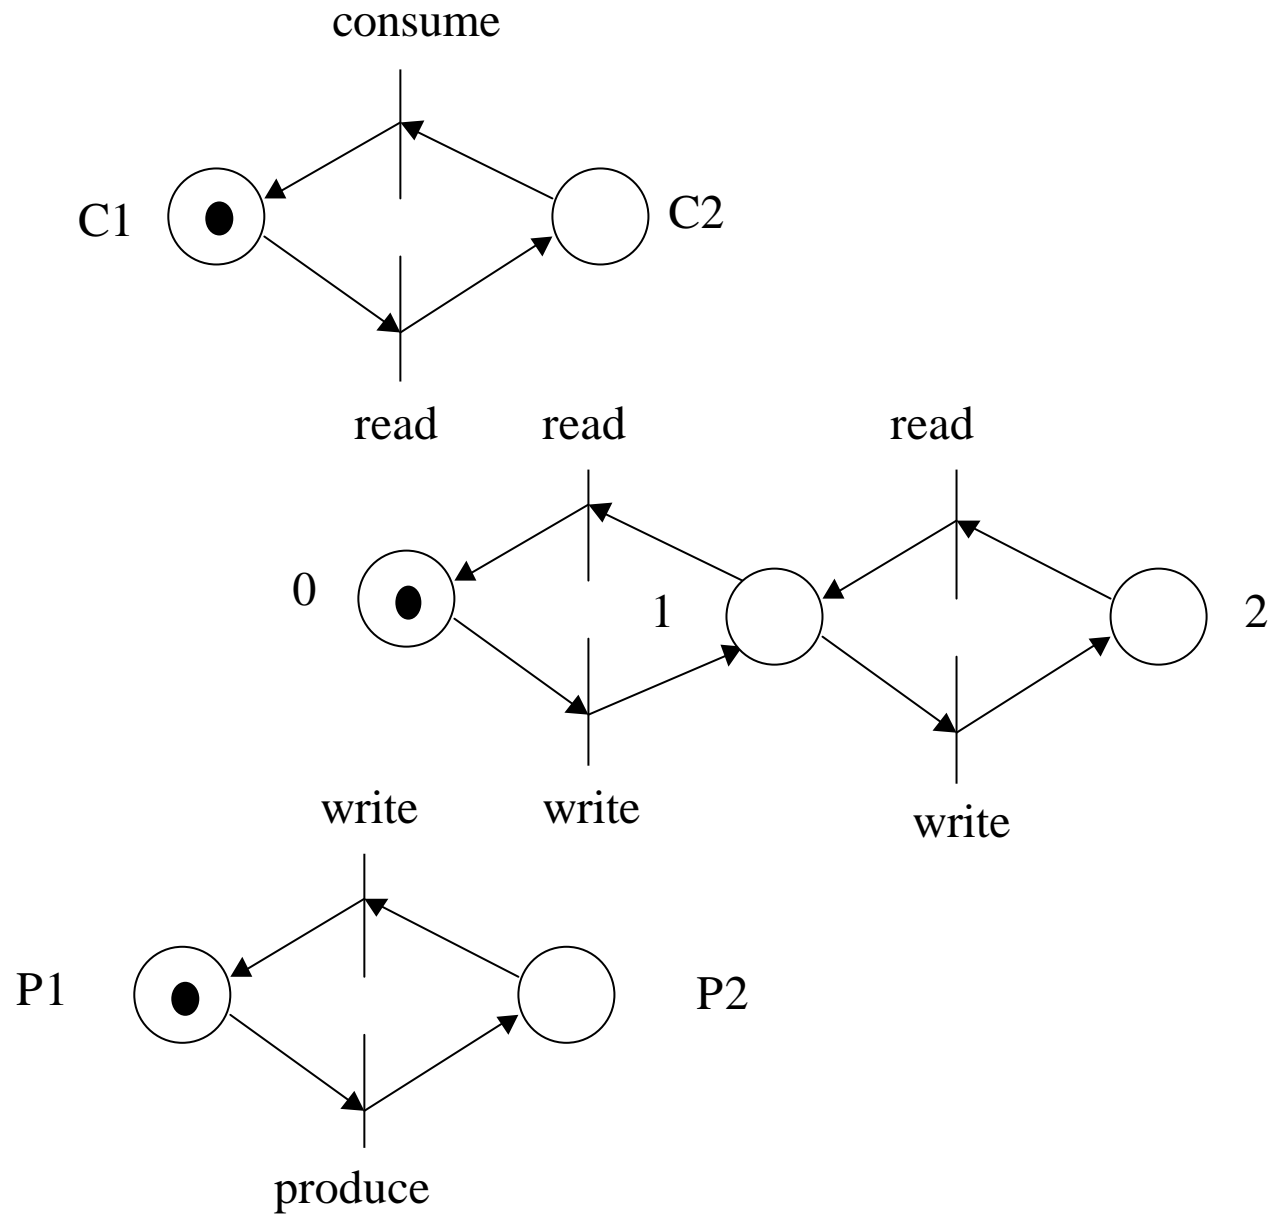 consume
C1
C2
read read read
0
1
2
write write write
P1
P2
produce